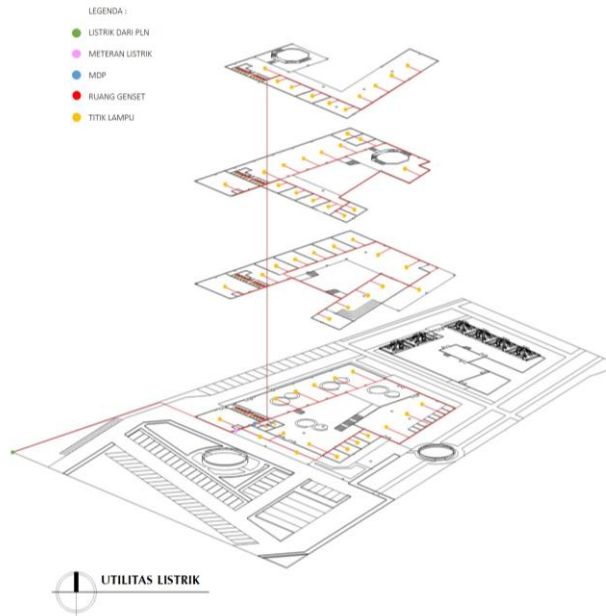 LEGENDA :
LISTRIK DARI PLN
METERAN LISTRIK
MDP
RUANG GENSET
TITIK LAMPU
UTILITAS LISTRIK